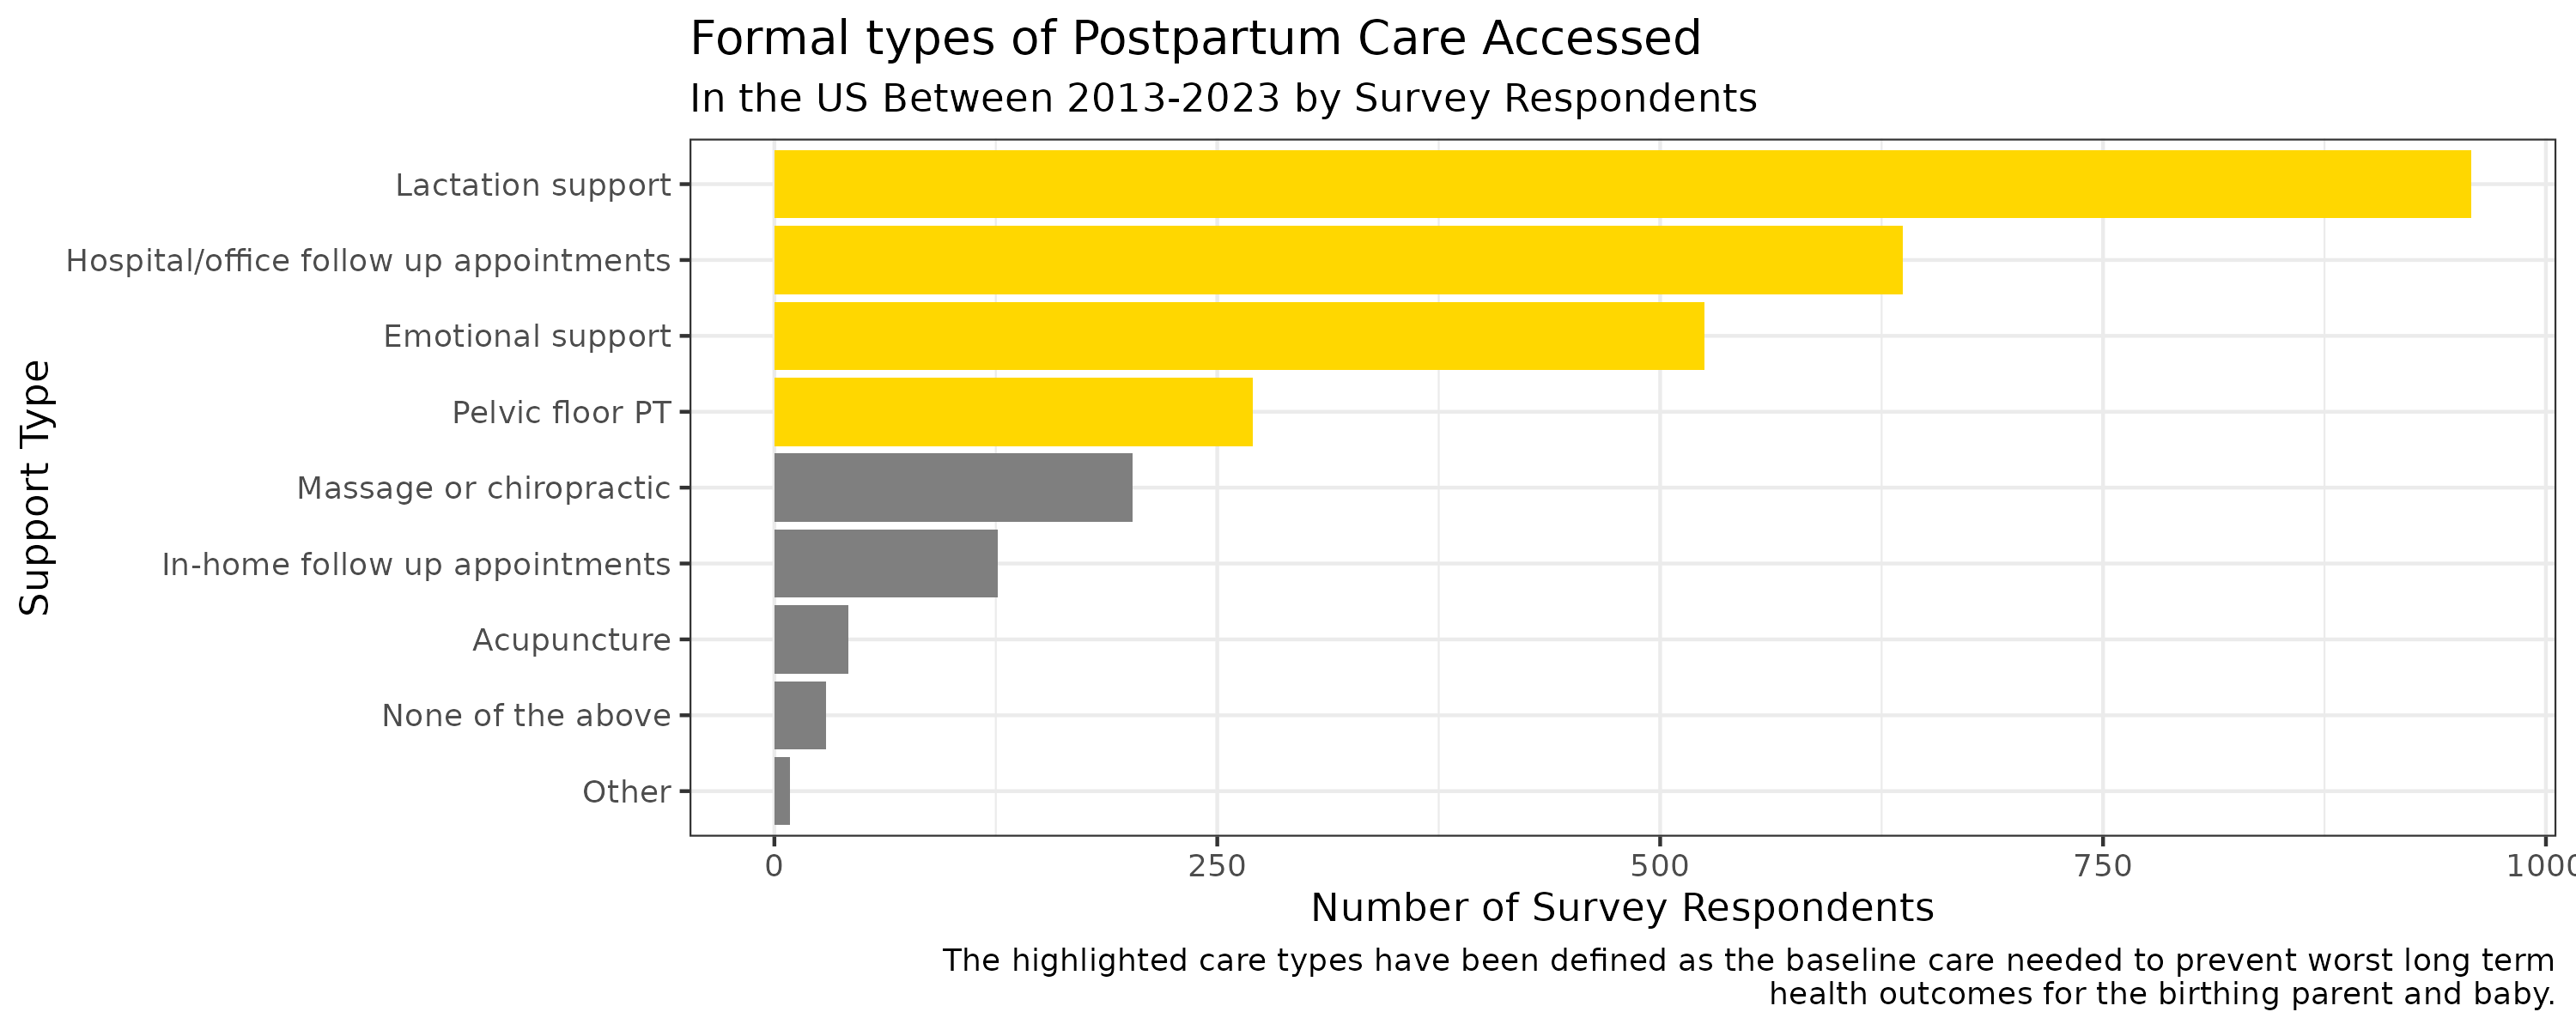 Formal types of Postpartum Care Accessed
In the US Between 2013-2023 by Survey Respondents
Support Type
Lactation support
Hospital/office follow up appointments
Emotional support
Pelvic floor PT
Massage or chiropractic
In-home follow up appointments
Acupuncture
None of the above
Other
0 250 500 750 1000
Number of Survey Respondents
The highlighted care types have been defined as the baseline care needed to prevent worst long term
health outcomes for the birthing parent and baby.